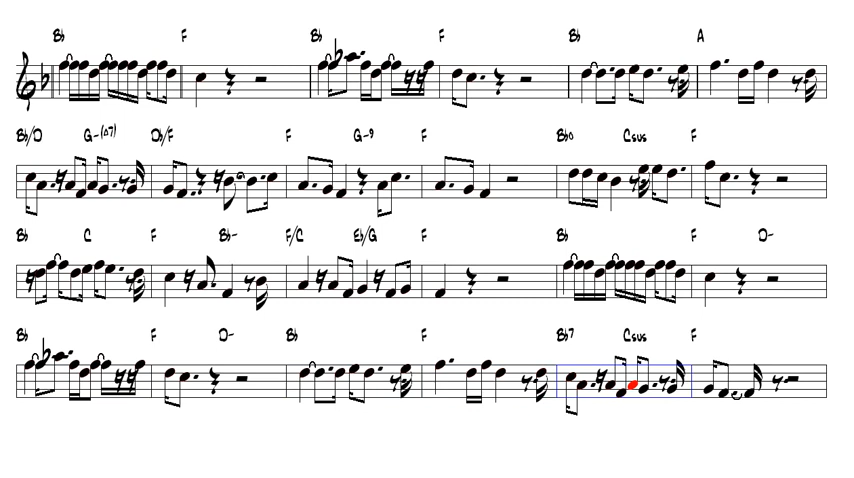 B♭ F B♭ F B♭ A
B♭/D G-(△7) D♭/F F G-9 F B♭o Csus F
B♭ C F B♭- F/C E♭/G F B♭ F D-
B♭ F D- B♭ F B♭7 Csus F